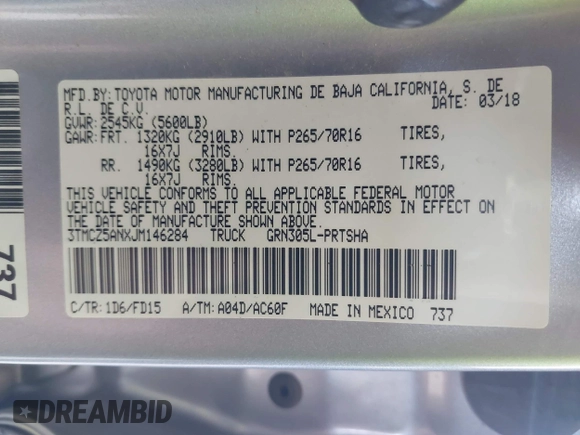 MFD.BY:TOYOTA MOTOR MANUFACTURING DE BAJA CALIFORNIA, S. DE
R.L. DE C.V. DATE: 03/18
GVWR:2545KG (5600LB)
GAWR:FRT. 1320KG (2910LB) WITH P265/70R16 TIRES,
16X7J RIMS.
RR. 1490KG (3280LB) WITH P265/70R16 TIRES,
16X7J RIMS.
THIS VEHICLE CONFORMS TO ALL APPLICABLE FEDERAL MOTOR
VEHICLE SAFETY AND THEFT PREVENTION STANDARDS IN EFFECT ON
THE DATE OF MANUFACTURE SHOWN ABOVE.
3TMCZ5ANXJM146284 TRUCK GRN305L-PRTSHA
C/TR:1D6/FD15 A/TM:A04D/AC60F MADE IN MEXICO 737
737
DREAMBID